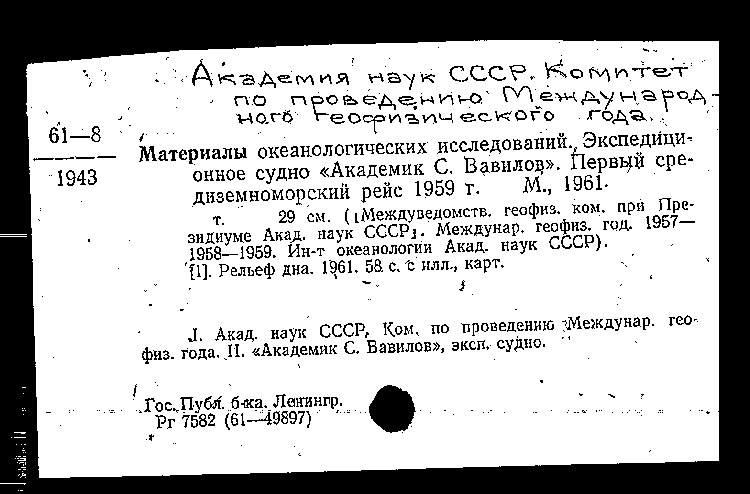 Академия наук СССР. Комитет
по проведению Международ-
ного геофизического года.
61—8
1943
Материалы океанологических исследований. Экспедици-
онное судно «Академик С. Вавилов». Первый сре-
диземноморский рейс 1959 г. М., 1961.
т. 29 см. ([Междуведомств. геофиз. ком. при Пре-
зидиуме Акад. наук СССР]. Междунар. геофиз. год. 1957—
1958—1959. Ин-т океанологии Акад. наук СССР).
[1]. Рельеф дна. 1961. 58 с. с илл., карт.
I. Акад. наук СССР. Ком. по проведению Междунар. гео-
физ. года. II. «Академик С. Вавилов», эксп. судно.
Гос. Публ. б-ка. Ленингр.
Рг 7582 (61—49897)